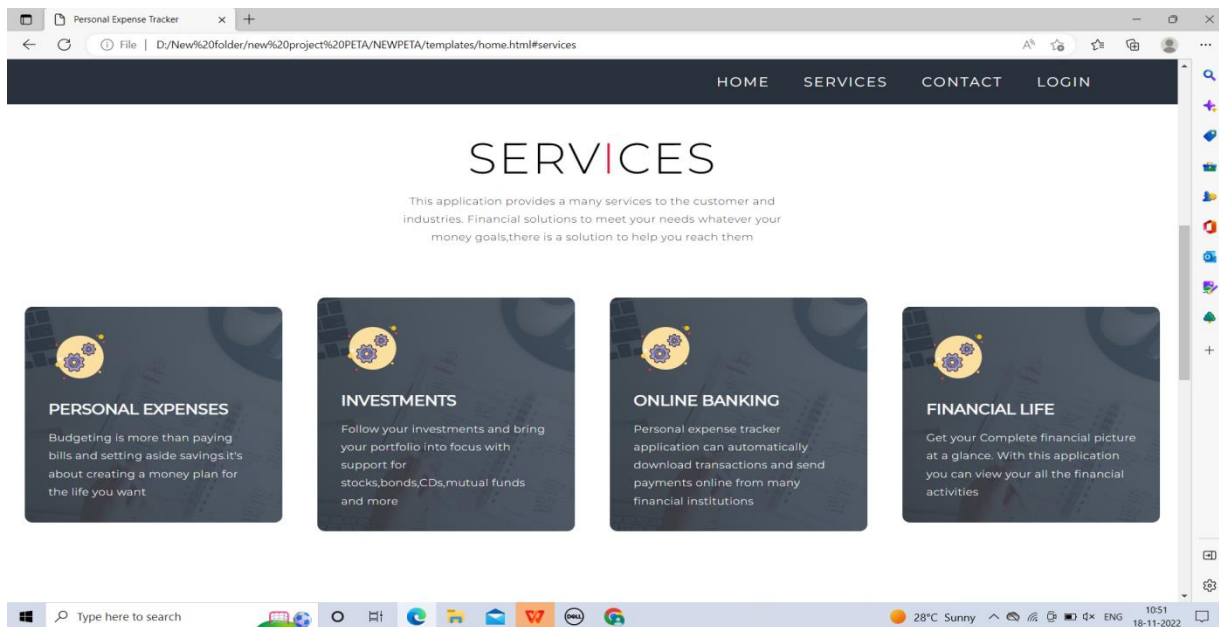 Personal Expense Tracker
File | D:/New%20folder/new%20project%20PETA/NEWPETA/templates/home.html#services
HOME SERVICES CONTACT LOGIN
SERVICES
This application provides a many services to the customer and
industries. Financial solutions to meet your needs whatever your
money goals,there is a solution to help you reach them
PERSONAL EXPENSES
Budgeting is more than paying
bills and setting aside savings.it's
about creating a money plan for
the life you want
INVESTMENTS
Follow your investments and bring
your portfolio into focus with
support for
stocks,bonds,CDs,mutual funds
and more
ONLINE BANKING
Personal expense tracker
application can automatically
download transactions and send
payments online from many
financial institutions
FINANCIAL LIFE
Get your Complete financial picture
at a glance. With this application
you can view your all the financial
activities
Type here to search
DELL
28°C Sunny
ENG
10:51
18-11-2022